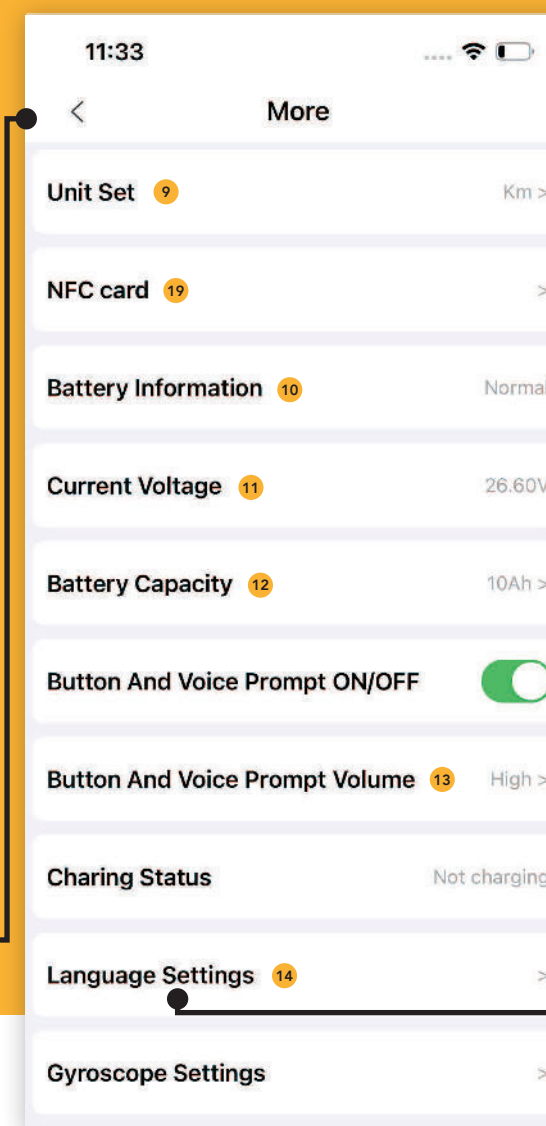 11:33
< More
Unit Set 9 Km >
NFC card 19 >
Battery Information 10 Normal
Current Voltage 11 26.60V
Battery Capacity 12 10Ah >
Button And Voice Prompt ON/OFF
Button And Voice Prompt Volume 13 High >
Charing Status Not charging
Language Settings 14 >
Gyroscope Settings >